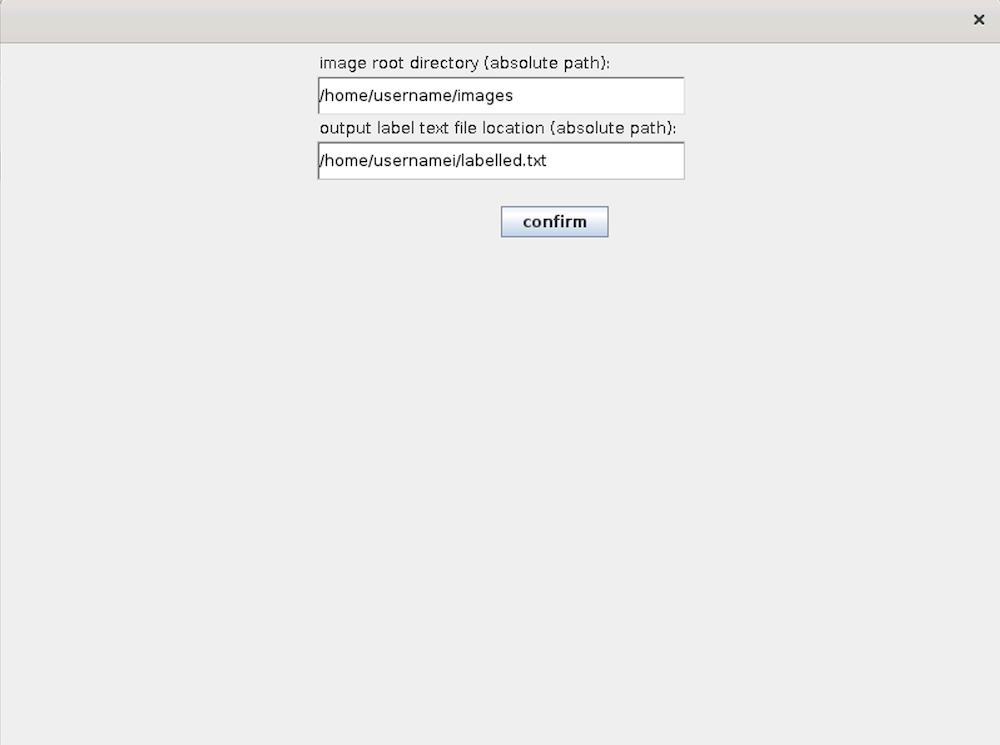 image root directory (absolute path):
/home/username/images
output label text file location (absolute path):
/home/usernamei/labelled.txt
confirm